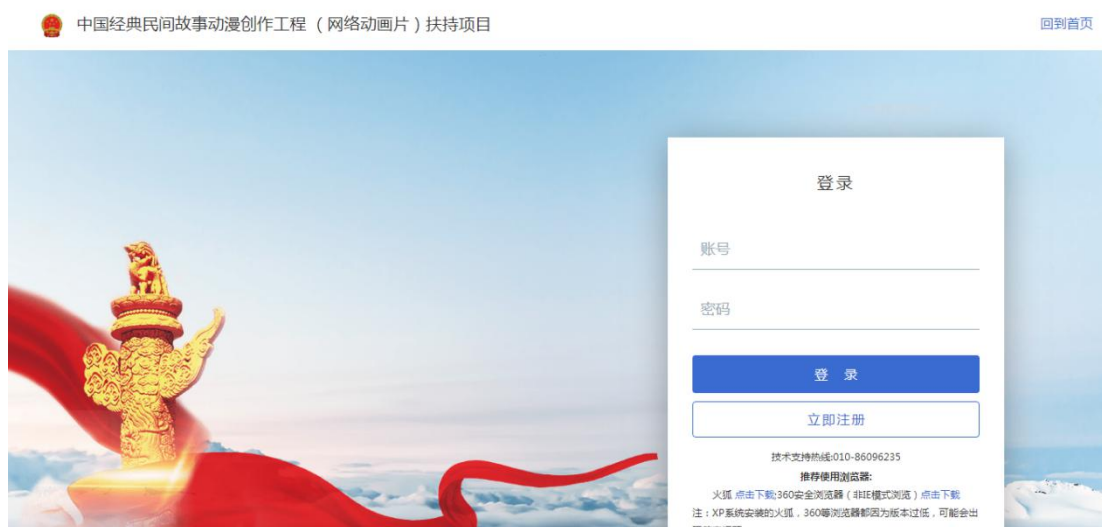 中国经典民间故事动漫创作工程（网络动画片）扶持项目
回到首页
登录
账号
密码
登 录
立即注册
技术支持热线:010-86096235
推荐使用浏览器:
火狐 点击下载;360安全浏览器（非IE模式浏览）点击下载
注：XP系统安装的火狐，360等浏览器都因为版本过低，可能会出